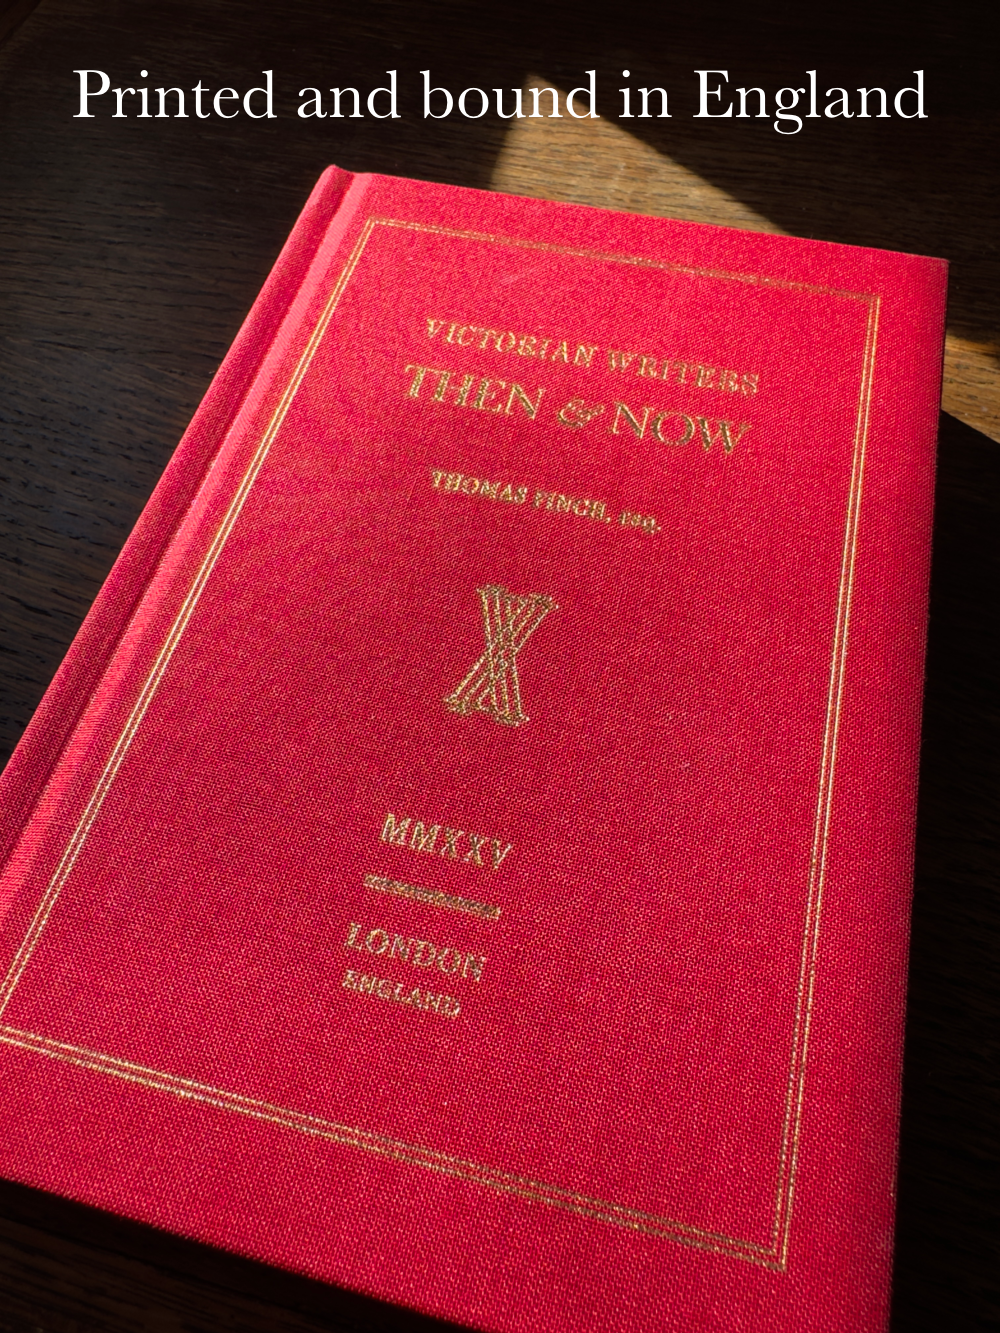 Printed and bound in England
VICTORIAN WRITERS
THEN & NOW
THOMAS FINCH, ESQ.
X
MMXXV
LONDON
ENGLAND